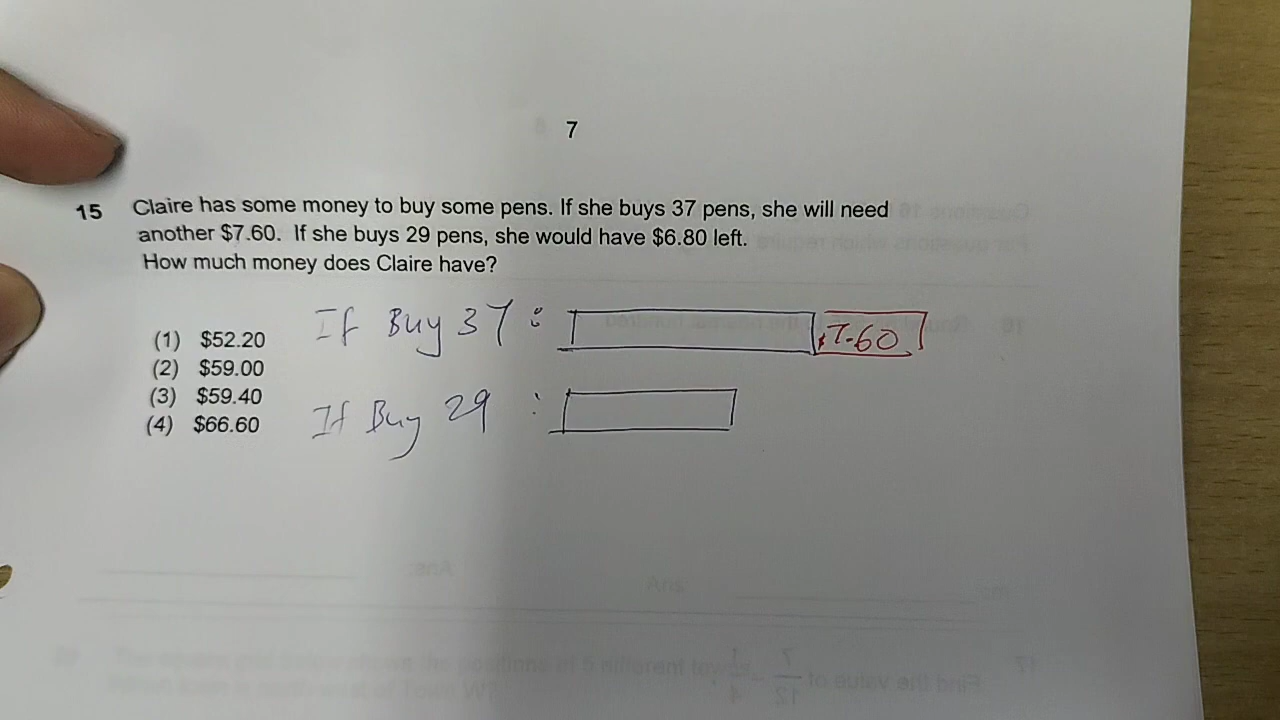 7
15 Claire has some money to buy some pens. If she buys 37 pens, she will need
another $7.60. If she buys 29 pens, she would have $6.80 left.
How much money does Claire have?
(1) $52.20
(2) $59.00
(3) $59.40
(4) $66.60
If Buy 37 : $7.60
If Buy 29 :